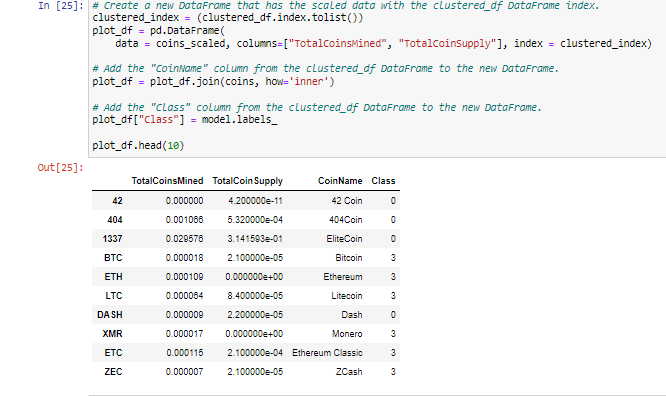 In [25]: # Create a new DataFrame that has the scaled data with the clustered_df DataFrame index.
clustered_index = (clustered_df.index.tolist())
plot_df = pd.DataFrame(
    data = coins_scaled, columns=["TotalCoinsMined", "TotalCoinSupply"], index = clustered_index)
# Add the "CoinName" column from the clustered_df DataFrame to the new DataFrame.
plot_df = plot_df.join(coins, how='inner')
# Add the "Class" column from the clustered_df DataFrame to the new DataFrame.
plot_df["Class"] = model.labels_
plot_df.head(10)
Out[25]:
TotalCoinsMined TotalCoinSupply CoinName Class
42 0.000000 4.200000e-11 42 Coin 0
404 0.001066 5.320000e-04 404Coin 0
1337 0.029576 3.141593e-01 EliteCoin 0
BTC 0.000018 2.100000e-05 Bitcoin 3
ETH 0.000109 0.000000e+00 Ethereum 3
LTC 0.000064 8.400000e-05 Litecoin 3
DASH 0.000009 2.200000e-05 Dash 0
XMR 0.000017 0.000000e+00 Monero 3
ETC 0.000115 2.100000e-04 Ethereum Classic 3
ZEC 0.000007 2.100000e-05 ZCash 3